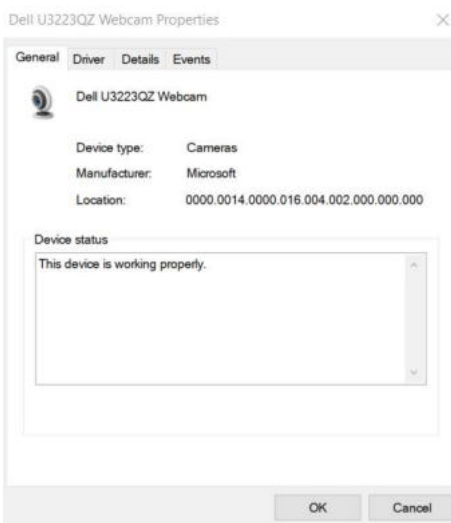 Dell U3223QZ Webcam Properties
General Driver Details Events
Dell U3223QZ Webcam
Device type: Cameras
Manufacturer: Microsoft
Location: 0000.0014.0000.016.004.002.000.000.000
Device status
This device is working properly.
OK Cancel